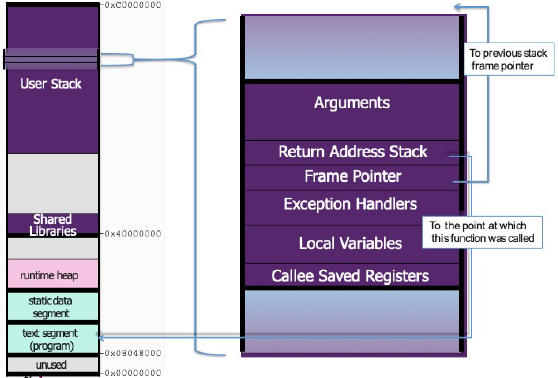 0xC0000000
User Stack
Shared
Libraries
0x40000000
runtime heap
static data
segment
text segment
(program)
0x08048000
unused
0x00000000
Arguments
Return Address Stack
Frame Pointer
Exception Handlers
Local Variables
Callee Saved Registers
To previous stack
frame pointer
To the point at which
this function was called